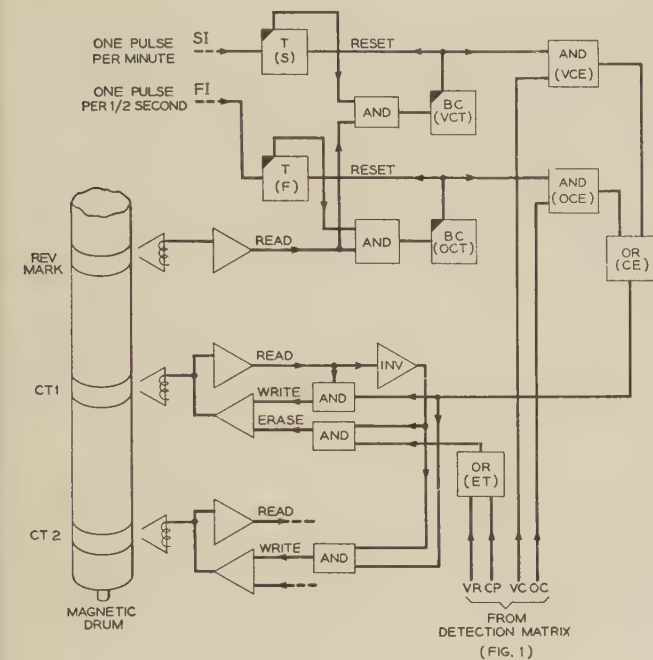 ONE PULSE
PER MINUTE
SI
T
(S)
RESET
AND
(VCE)
ONE PULSE
PER 1/2 SECOND
FI
AND
BC
(VCT)
T
(F)
RESET
AND
(OCE)
REV
MARK
READ
AND
BC
(OCT)
OR
(CE)
CT1
READ
INV
WRITE
AND
ERASE
AND
OR
(ET)
CT 2
READ
WRITE
AND
VR CP VC OC
MAGNETIC
DRUM
FROM
DETECTION MATRIX
(FIG. 1)